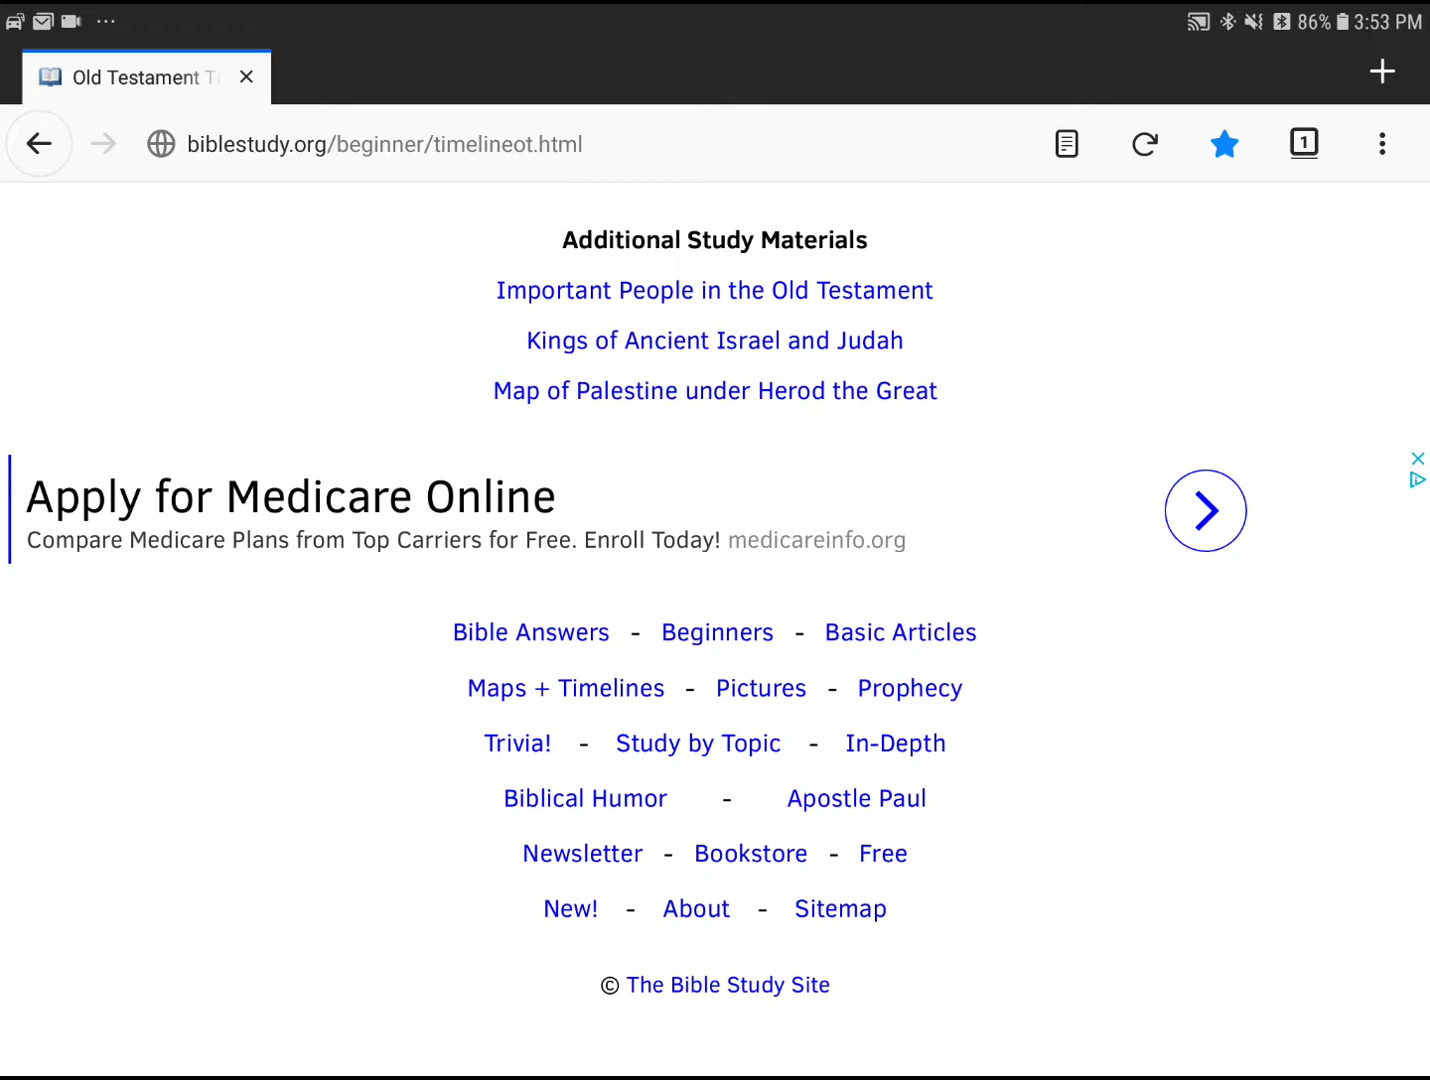 86% 3:53 PM
Old Testament T
biblestudy.org/beginner/timelineot.html
1
Additional Study Materials
Important People in the Old Testament
Kings of Ancient Israel and Judah
Map of Palestine under Herod the Great
Apply for Medicare Online
Compare Medicare Plans from Top Carriers for Free. Enroll Today! medicareinfo.org
Bible Answers - Beginners - Basic Articles
Maps + Timelines - Pictures - Prophecy
Trivia! - Study by Topic - In-Depth
Biblical Humor - Apostle Paul
Newsletter - Bookstore - Free
New! - About - Sitemap
© The Bible Study Site